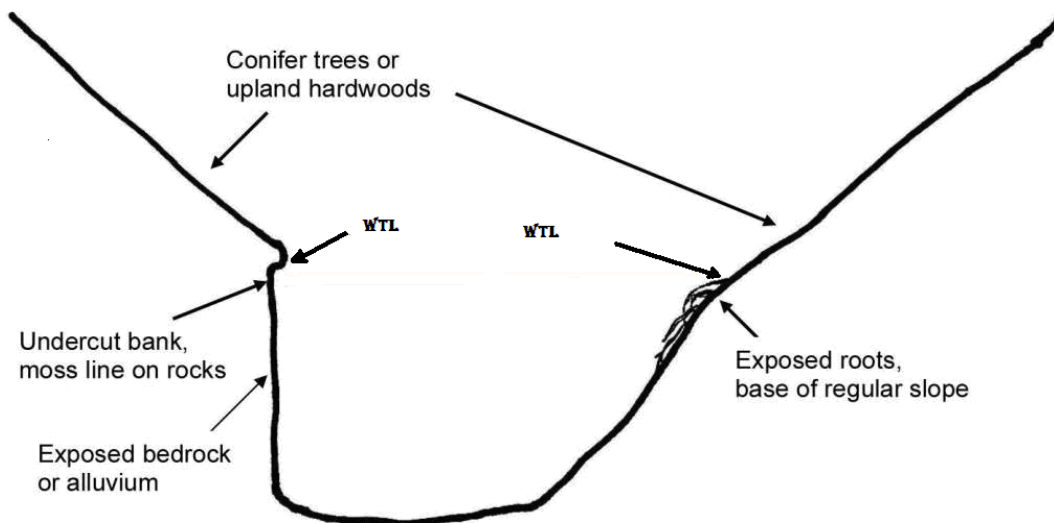 Conifer trees or
upland hardwoods
WTL
WTL
Undercut bank,
moss line on rocks
Exposed roots,
base of regular slope
Exposed bedrock
or alluvium